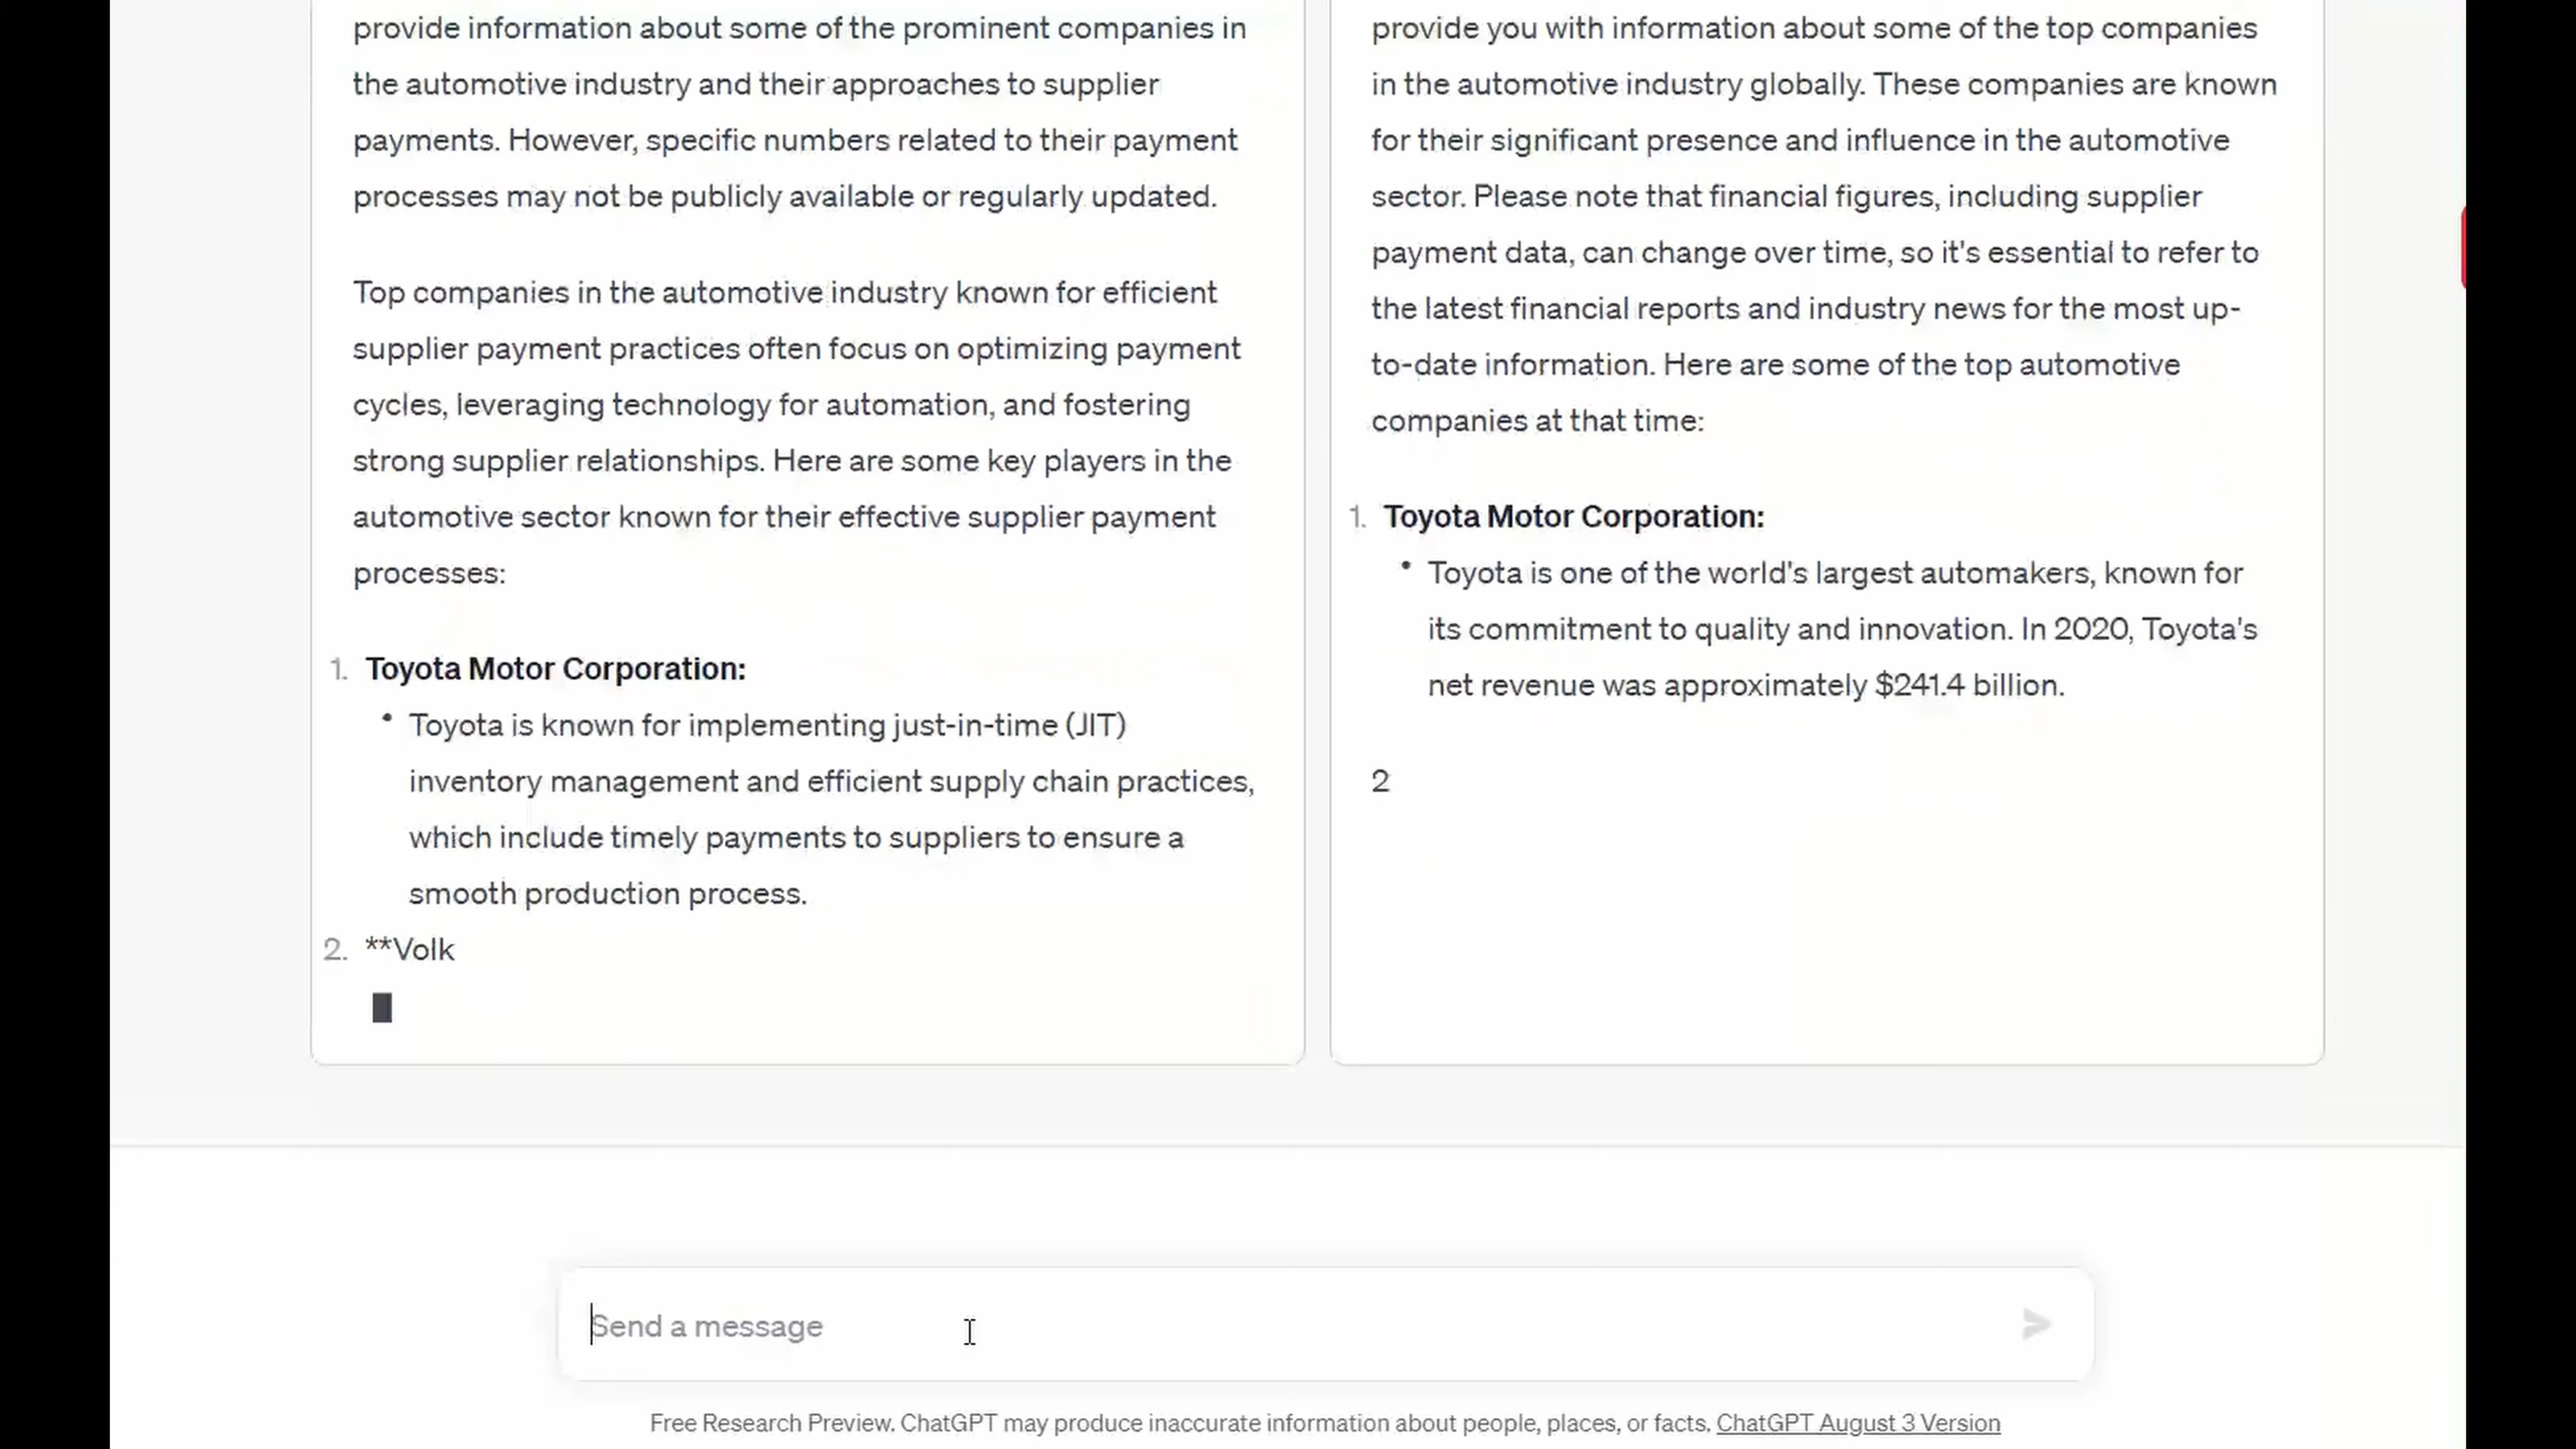 provide information about some of the prominent companies in
the automotive industry and their approaches to supplier
payments. However, specific numbers related to their payment
processes may not be publicly available or regularly updated.
Top companies in the automotive industry known for efficient
supplier payment practices often focus on optimizing payment
cycles, leveraging technology for automation, and fostering
strong supplier relationships. Here are some key players in the
automotive sector known for their effective supplier payment
processes:
1. Toyota Motor Corporation:
• Toyota is known for implementing just-in-time (JIT)
inventory management and efficient supply chain practices,
which include timely payments to suppliers to ensure a
smooth production process.
2. **Volk
provide you with information about some of the top companies
in the automotive industry globally. These companies are known
for their significant presence and influence in the automotive
sector. Please note that financial figures, including supplier
payment data, can change over time, so it's essential to refer to
the latest financial reports and industry news for the most up-
to-date information. Here are some of the top automotive
companies at that time:
1. Toyota Motor Corporation:
• Toyota is one of the world's largest automakers, known for
its commitment to quality and innovation. In 2020, Toyota's
net revenue was approximately $241.4 billion.
2
Send a message
Free Research Preview. ChatGPT may produce inaccurate information about people, places, or facts. ChatGPT August 3 Version